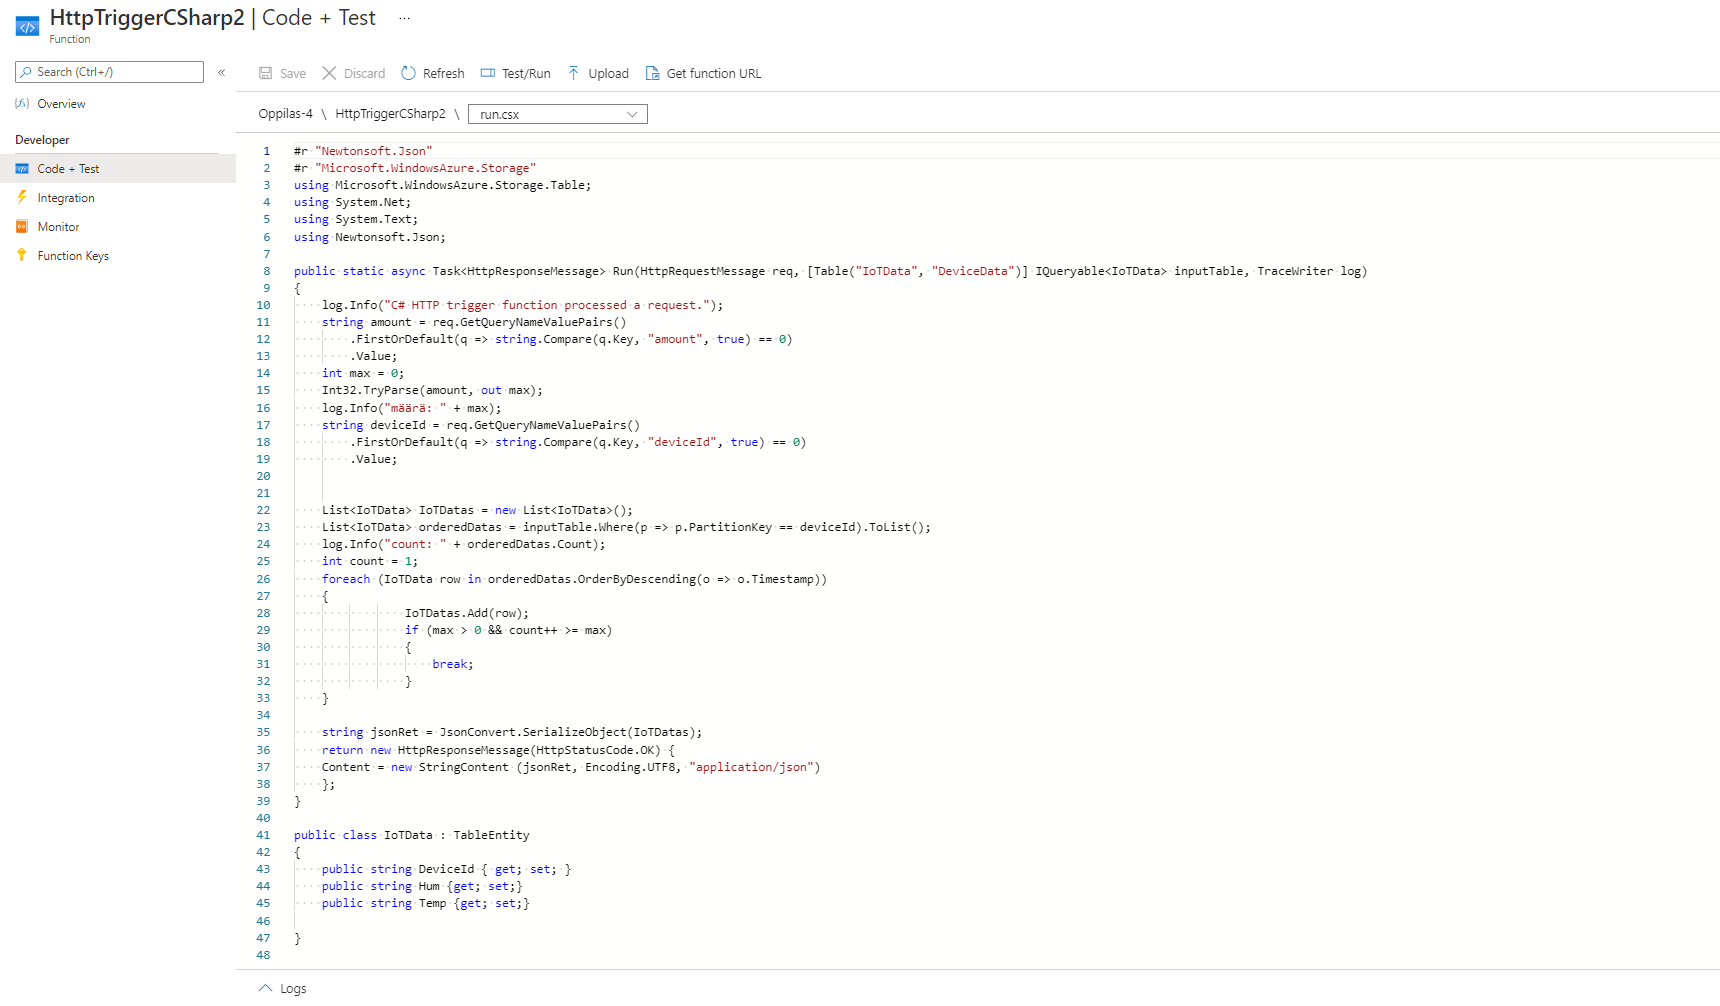 HttpTriggerCSharp2 | Code + Test ...
Function
Search (Ctrl+/) «
Overview
Developer
Code + Test
Integration
Monitor
Function Keys
Save Discard Refresh Test/Run Upload Get function URL
Oppilas-4 \ HttpTriggerCSharp2 \ run.csx
1 #r "Newtonsoft.Json"
2 #r "Microsoft.WindowsAzure.Storage"
3 using Microsoft.WindowsAzure.Storage.Table;
4 using System.Net;
5 using System.Text;
6 using Newtonsoft.Json;
7
8 public static async Task<HttpResponseMessage> Run(HttpRequestMessage req, [Table("IoTData", "DeviceData")] IQueryable<IoTData> inputTable, TraceWriter log)
9 {
10 log.Info("C# HTTP trigger function processed a request.");
11 string amount = req.GetQueryNameValuePairs()
12 .FirstOrDefault(q => string.Compare(q.Key, "amount", true) == 0)
13 .Value;
14 int max = 0;
15 Int32.TryParse(amount, out max);
16 log.Info("määrä: " + max);
17 string deviceId = req.GetQueryNameValuePairs()
18 .FirstOrDefault(q => string.Compare(q.Key, "deviceId", true) == 0)
19 .Value;
20
21
22 List<IoTData> IoTDatas = new List<IoTData>();
23 List<IoTData> orderedDatas = inputTable.Where(p => p.PartitionKey == deviceId).ToList();
24 log.Info("count: " + orderedDatas.Count);
25 int count = 1;
26 foreach (IoTData row in orderedDatas.OrderByDescending(o => o.Timestamp))
27 {
28 IoTDatas.Add(row);
29 if (max > 0 && count++ >= max)
30 {
31 break;
32 }
33 }
34
35 string jsonRet = JsonConvert.SerializeObject(IoTDatas);
36 return new HttpResponseMessage(HttpStatusCode.OK) {
37 Content = new StringContent (jsonRet, Encoding.UTF8, "application/json")
38 };
39 }
40
41 public class IoTData : TableEntity
42 {
43 public string DeviceId { get; set; }
44 public string Hum {get; set;}
45 public string Temp {get; set;}
46
47 }
48
Logs